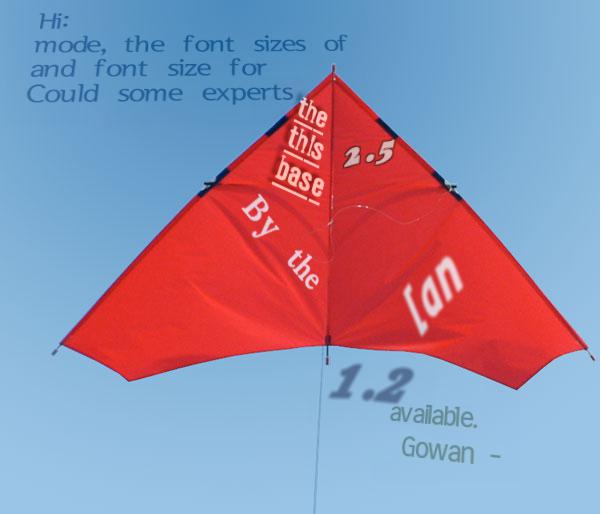 Hi:
mode, the font sizes of
and font size for
Could some experts
the
this
base
2.5
By the
Can
1.2
available.
Gowan -